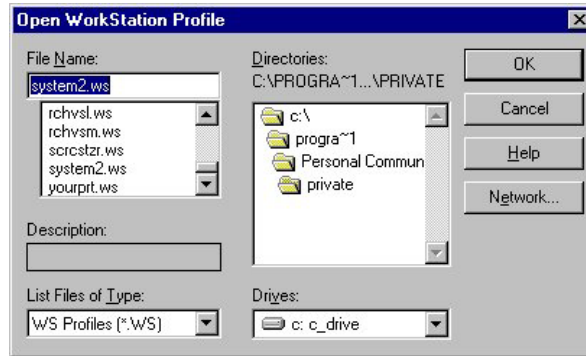 Open WorkStation Profile
File Name:
system2.ws
rchvsl.ws
rchvsm.ws
scrcstzr.ws
system2.ws
yourprt.ws
Description:
List Files of Type:
WS Profiles (*.WS)
Directories:
C:\PROGRA~1...\PRIVATE
c:\
progra~1
Personal Commun
private
Drives:
c: c_drive
OK
Cancel
Help
Network...